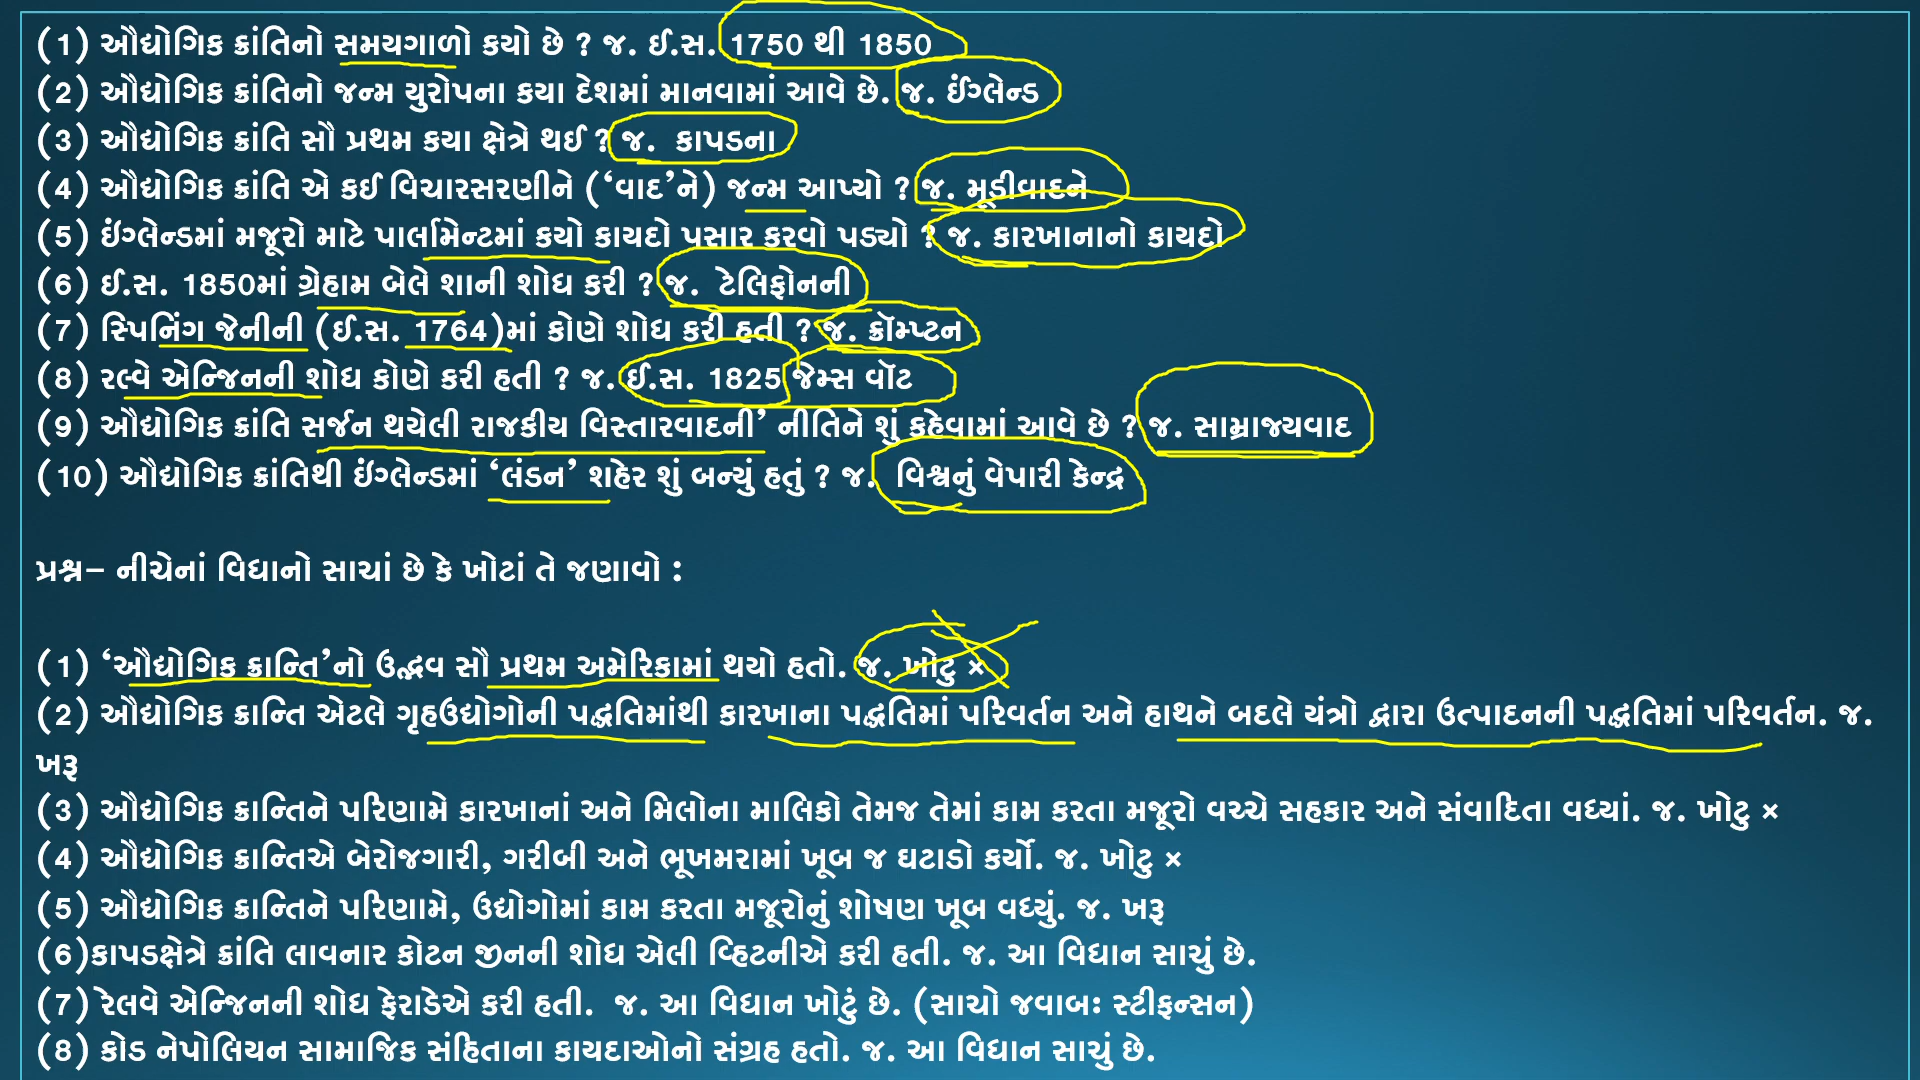 (1) ઔદ્યોગિક ક્રાંતિનો સમયગાળો કયો છે ? જ. ઈ.સ. 1750 થી 1850
(2) ઔદ્યોગિક ક્રાંતિનો જન્મ યુરોપના કયા દેશમાં માનવામાં આવે છે. જ. ઈંગ્લેન્ડ
(3) ઔદ્યોગિક ક્રાંતિ સૌ પ્રથમ કયા ક્ષેત્રે થઈ ? જ. કાપડના
(4) ઔદ્યોગિક ક્રાંતિ એ કઈ વિચારસરણીને (‘વાદ’ને) જન્મ આપ્યો ? જ. મૂડીવાદને
(5) ઈંગ્લેન્ડમાં મજૂરો માટે પાર્લામેન્ટમાં કયો કાયદો પસાર કરવો પડ્યો ? જ. કારખાનાનો કાયદો
(6) ઈ.સ. 1850માં ગ્રેહામ બેલે શાની શોધ કરી ? જ. ટેલિફોનની
(7) સ્પિનિંગ જેનીની (ઈ.સ. 1764)માં કોણે શોધ કરી હતી ? જ. ક્રૉમ્પ્ટન
(8) રલ્વે એન્જિનની શોધ કોણે કરી હતી ? જ. ઈ.સ. 1825 જેમ્સ વૉટ
(9) ઔદ્યોગિક ક્રાંતિ સર્જન થયેલી રાજકીય વિસ્તારવાદની’ નીતિને શું કહેવામાં આવે છે ? જ. સામ્રાજ્યવાદ
(10) ઔદ્યોગિક ક્રાંતિથી ઈંગ્લેન્ડમાં ‘લંડન’ શહેર શું બન્યું હતું ? જ. વિશ્વનું વેપારી કેન્દ્ર
પ્રશ્ન– નીચેનાં વિધાનો સાચાં છે કે ખોટાં તે જણાવો :
(1) ‘ઔદ્યોગિક ક્રાન્તિ’નો ઉદ્ભવ સૌ પ્રથમ અમેરિકામાં થયો હતો. જ. ખોટુ ×
(2) ઔદ્યોગિક ક્રાન્તિ એટલે ગૃહઉદ્યોગોની પદ્ધતિમાંથી કારખાના પદ્ધતિમાં પરિવર્તન અને હાથને બદલે યંત્રો દ્વારા ઉત્પાદનની પદ્ધતિમાં પરિવર્તન. જ.
ખરૂ
(3) ઔદ્યોગિક ક્રાન્તિને પરિણામે કારખાનાં અને મિલોના માલિકો તેમજ તેમાં કામ કરતા મજૂરો વચ્ચે સહકાર અને સંવાદિતા વધ્યાં. જ. ખોટુ ×
(4) ઔદ્યોગિક ક્રાન્તિએ બેરોજગારી, ગરીબી અને ભૂખમરામાં ખૂબ જ ઘટાડો કર્યો. જ. ખોટુ ×
(5) ઔદ્યોગિક ક્રાન્તિને પરિણામે, ઉદ્યોગોમાં કામ કરતા મજૂરોનું શોષણ ખૂબ વધ્યું. જ. ખરૂ
(6)કાપડક્ષેત્રે ક્રાંતિ લાવનાર કોટન જીનની શોધ એલી વ્હિટનીએ કરી હતી. જ. આ વિધાન સાચું છે.
(7) રેલવે એન્જિનની શોધ ફેરાડેએ કરી હતી. જ. આ વિધાન ખોટું છે. (સાચો જવાબઃ સ્ટીફન્સન)
(8) કોડ નેપોલિયન સામાજિક સંહિતાના કાયદાઓનો સંગ્રહ હતો. જ. આ વિધાન સાચું છે.